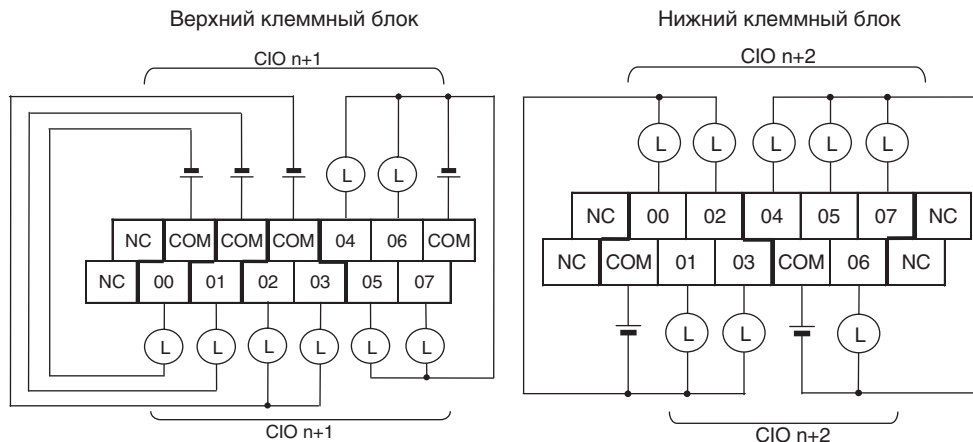 Верхний клеммный блок
CIO n+1
L L
NC COM COM COM 04 06 COM
NC 00 01 02 03 05 07
L L L L L L
CIO n+1
Нижний клеммный блок
CIO n+2
L L L L L
NC 00 02 04 05 07 NC
NC COM 01 03 COM 06 NC
L L L
CIO n+2